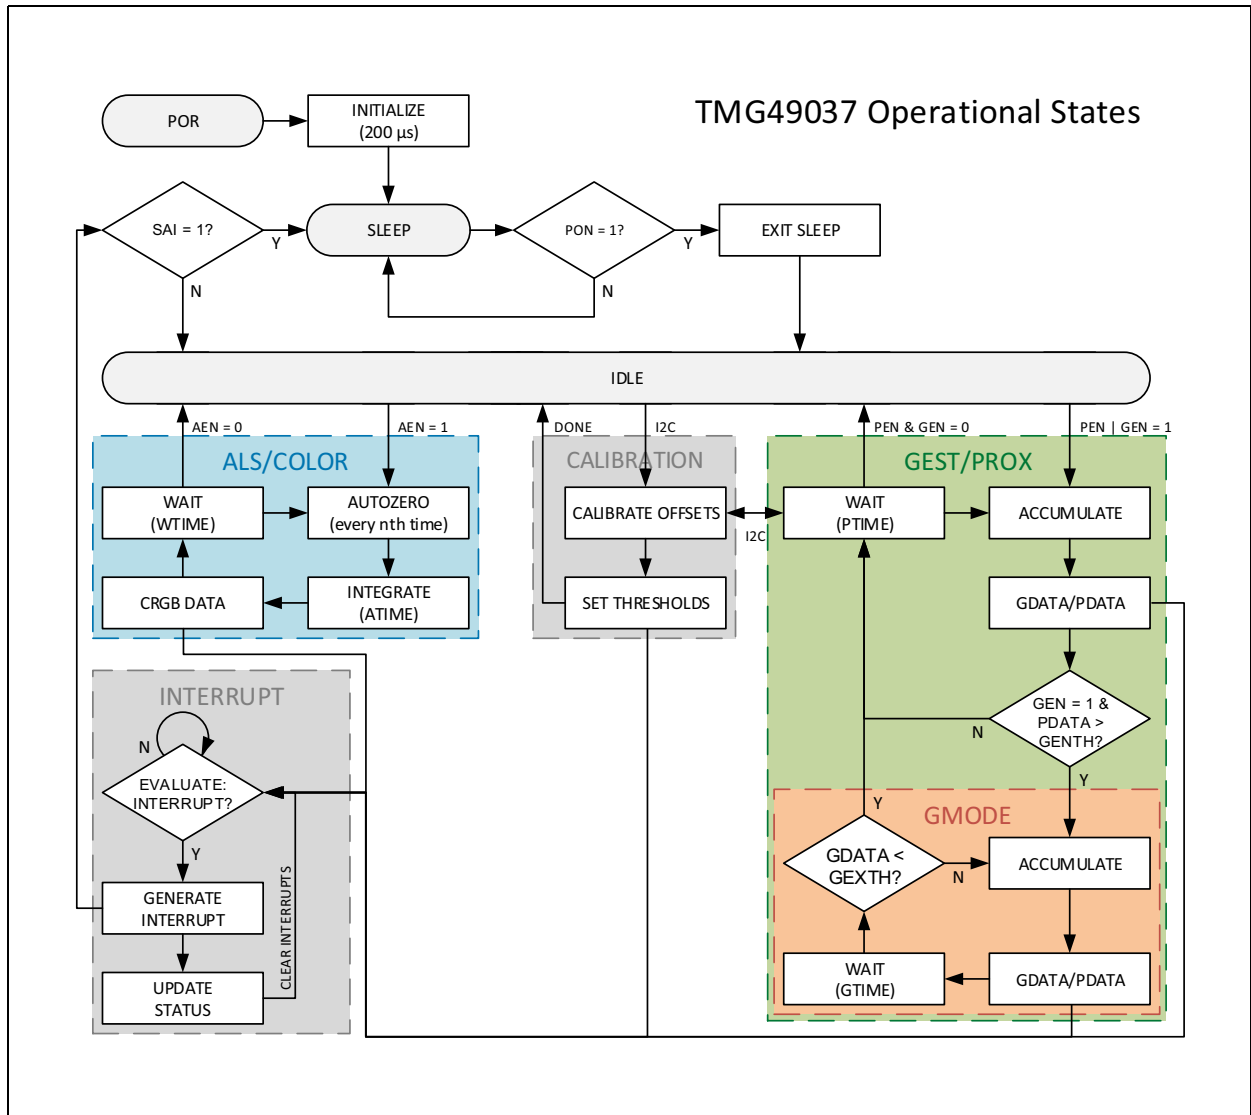 TMG49037 Operational States
POR
INITIALIZE
(200 µs)
SAI = 1?
Y
N
SLEEP
PON = 1?
Y
N
EXIT SLEEP
IDLE
AEN = 0
AEN = 1
DONE
I2C
PEN & GEN = 0
PEN | GEN = 1
ALS/COLOR
WAIT
(WTIME)
AUTOZERO
(every nth time)
CRGB DATA
INTEGRATE
(ATIME)
CALIBRATION
CALIBRATE OFFSETS
I2C
SET THRESHOLDS
GEST/PROX
WAIT
(PTIME)
ACCUMULATE
GDATA/PDATA
GEN = 1 &
PDATA >
GENTH?
N
Y
INTERRUPT
N
EVALUATE:
INTERRUPT?
Y
GENERATE
INTERRUPT
UPDATE
STATUS
CLEAR INTERRUPTS
GMODE
Y
GDATA <
GEXTH?
N
ACCUMULATE
WAIT
(GTIME)
GDATA/PDATA